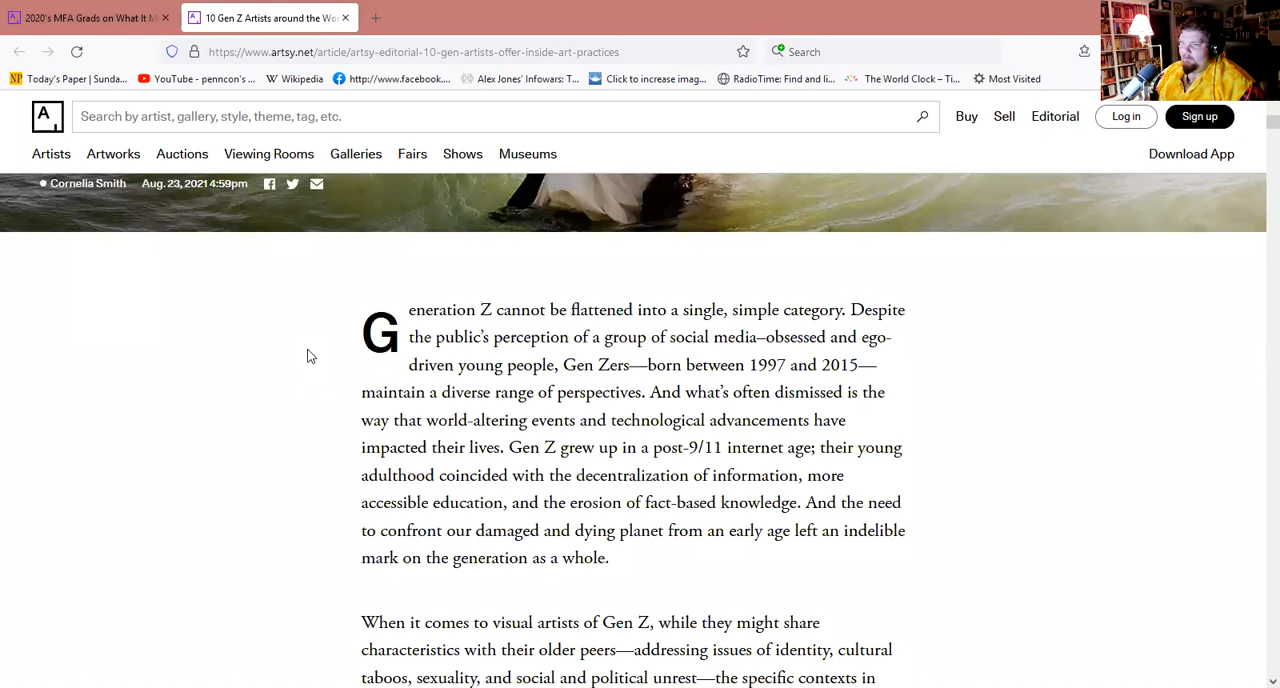 2020's MFA Grads on What It M
10 Gen Z Artists around the Wo
https://www.artsy.net/article/artsy-editorial-10-gen-artists-offer-inside-art-practices
Search
Today's Paper | Sunda...
YouTube - penncon's ...
Wikipedia
http://www.facebook....
Alex Jones' Infowars: T...
Click to increase imag...
RadioTime: Find and li...
The World Clock – Ti...
Most Visited
A
Search by artist, gallery, style, theme, tag, etc.
Buy
Sell
Editorial
Log in
Sign up
Artists
Artworks
Auctions
Viewing Rooms
Galleries
Fairs
Shows
Museums
Download App
Cornelia Smith
Aug. 23, 2021 4:59pm
Generation Z cannot be flattened into a single, simple category. Despite
the public's perception of a group of social media–obsessed and ego-
driven young people, Gen Zers—born between 1997 and 2015—
maintain a diverse range of perspectives. And what's often dismissed is the
way that world-altering events and technological advancements have
impacted their lives. Gen Z grew up in a post-9/11 internet age; their young
adulthood coincided with the decentralization of information, more
accessible education, and the erosion of fact-based knowledge. And the need
to confront our damaged and dying planet from an early age left an indelible
mark on the generation as a whole.
When it comes to visual artists of Gen Z, while they might share
characteristics with their older peers—addressing issues of identity, cultural
taboos, sexuality, and social and political unrest—the specific contexts in